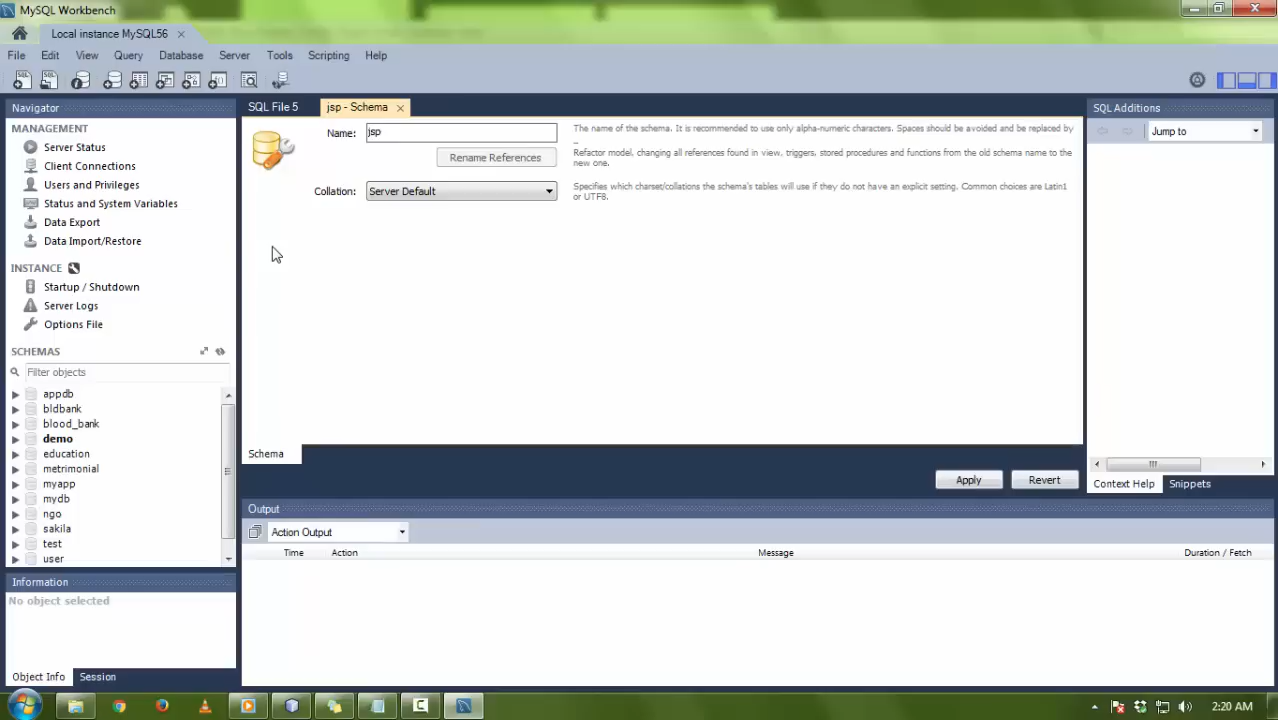 MySQL Workbench
Local instance MySQL56
File Edit View Query Database Server Tools Scripting Help
Navigator
MANAGEMENT
Server Status
Client Connections
Users and Privileges
Status and System Variables
Data Export
Data Import/Restore
INSTANCE
Startup / Shutdown
Server Logs
Options File
SCHEMAS
Filter objects
appdb
bldbank
blood_bank
demo
education
metrimonial
myapp
mydb
ngo
sakila
test
user
Information
No object selected
Object Info Session
SQL File 5 jsp - Schema
Name: jsp
The name of the schema. It is recommended to use only alpha-numeric characters. Spaces should be avoided and be replaced by
_
Rename References
Refactor model, changing all references found in view, triggers, stored procedures and functions from the old schema name to the
new one.
Collation: Server Default
Specifies which charset/collations the schema's tables will use if they do not have an explicit setting. Common choices are Latin1
or UTF8.
Schema
Apply Revert
SQL Additions
Jump to
Context Help Snippets
Output
Action Output
Time Action Message Duration / Fetch
2:20 AM